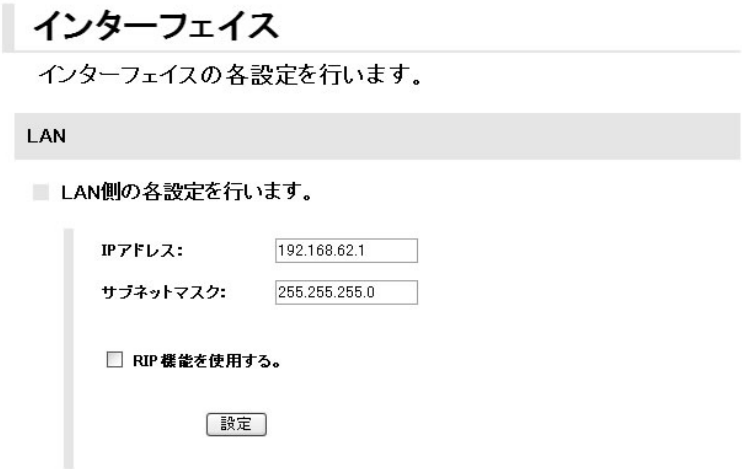 インターフェイス
インターフェイスの各設定を行います。
LAN
LAN側の各設定を行います。
IPアドレス: 192.168.62.1
サブネットマスク: 255.255.255.0
RIP機能を使用する。
設定